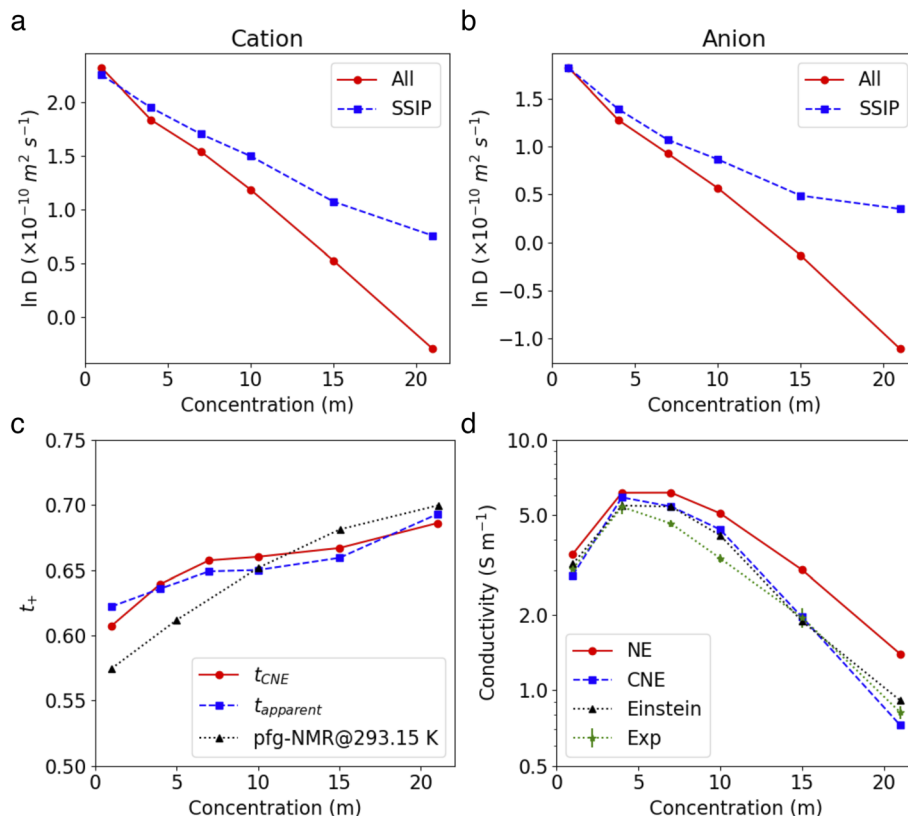 a
Cation
All
SSIP
2.0
1.5
1.0
0.5
0.0
ln D (×10⁻¹⁰ m² s⁻¹)
0 5 10 15 20
Concentration (m)
b
Anion
All
SSIP
1.5
1.0
0.5
0.0
−0.5
−1.0
ln D (×10⁻¹⁰ m² s⁻¹)
0 5 10 15 20
Concentration (m)
c
0.75
0.70
0.65
0.60
0.55
0.50
t₊
t_CNE
t_apparent
pfg-NMR@293.15 K
0 5 10 15 20
Concentration (m)
d
10.0
5.0
2.0
1.0
0.5
Conductivity (S m⁻¹)
NE
CNE
Einstein
Exp
0 5 10 15 20
Concentration (m)